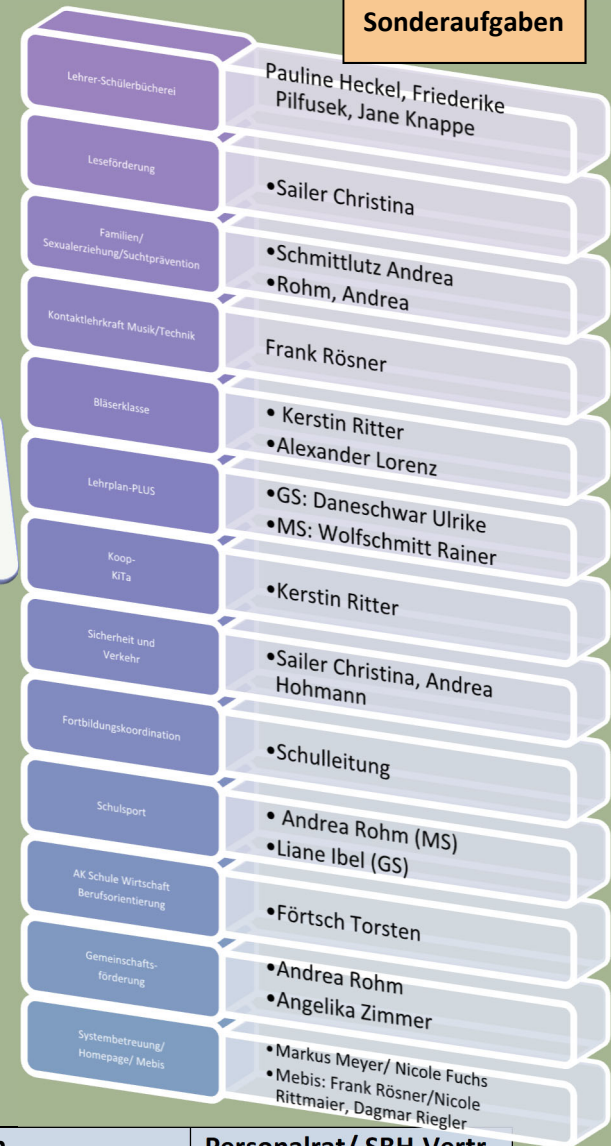 Sonderaufgaben
Lehrer-Schülerbücherei
Pauline Heckel, Friederike
Pilfusek, Jane Knappe
Leseförderung
•Sailer Christina
Familien/
Sexualerziehung/Suchtprävention
•Schmittlutz Andrea
•Rohm, Andrea
Kontaktlehrkraft Musik/Technik
Frank Rösner
Bläserklasse
• Kerstin Ritter
•Alexander Lorenz
Lehrplan-PLUS
•GS: Daneschwar Ulrike
•MS: Wolfschmitt Rainer
Koop-
KiTa
•Kerstin Ritter
Sicherheit und
Verkehr
•Sailer Christina, Andrea
Hohmann
Fortbildungskoordination
•Schulleitung
Schulsport
• Andrea Rohm (MS)
•Liane Ibel (GS)
AK Schule Wirtschaft
Berufsorientierung
•Förtsch Torsten
Gemeinschafts-
förderung
•Andrea Rohm
•Angelika Zimmer
Systembetreuung/
Homepage/ Mebis
•Markus Meyer/ Nicole Fuchs
•Mebis: Frank Rösner/Nicole
Rittmaier, Dagmar Riegler